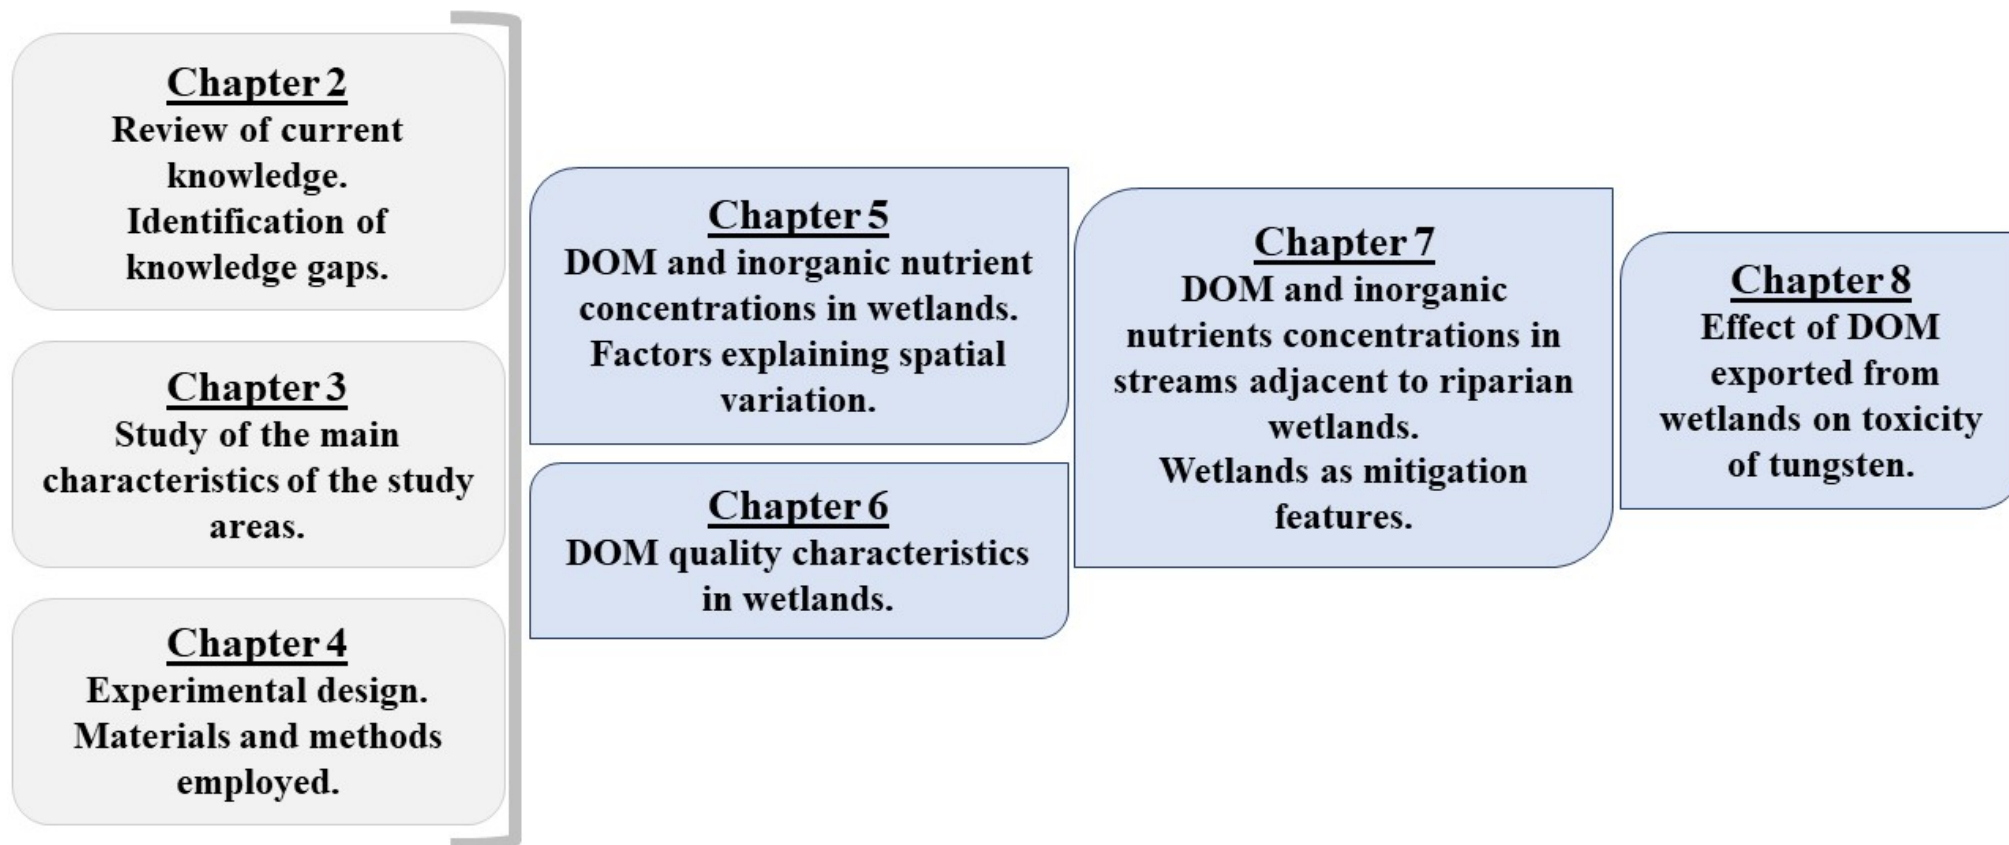 Chapter 2
Review of current
knowledge.
Identification of
knowledge gaps.
Chapter 3
Study of the main
characteristics of the study
areas.
Chapter 4
Experimental design.
Materials and methods
employed.
Chapter 5
DOM and inorganic nutrient
concentrations in wetlands.
Factors explaining spatial
variation.
Chapter 6
DOM quality characteristics
in wetlands.
Chapter 7
DOM and inorganic
nutrients concentrations in
streams adjacent to riparian
wetlands.
Wetlands as mitigation
features.
Chapter 8
Effect of DOM
exported from
wetlands on toxicity
of tungsten.